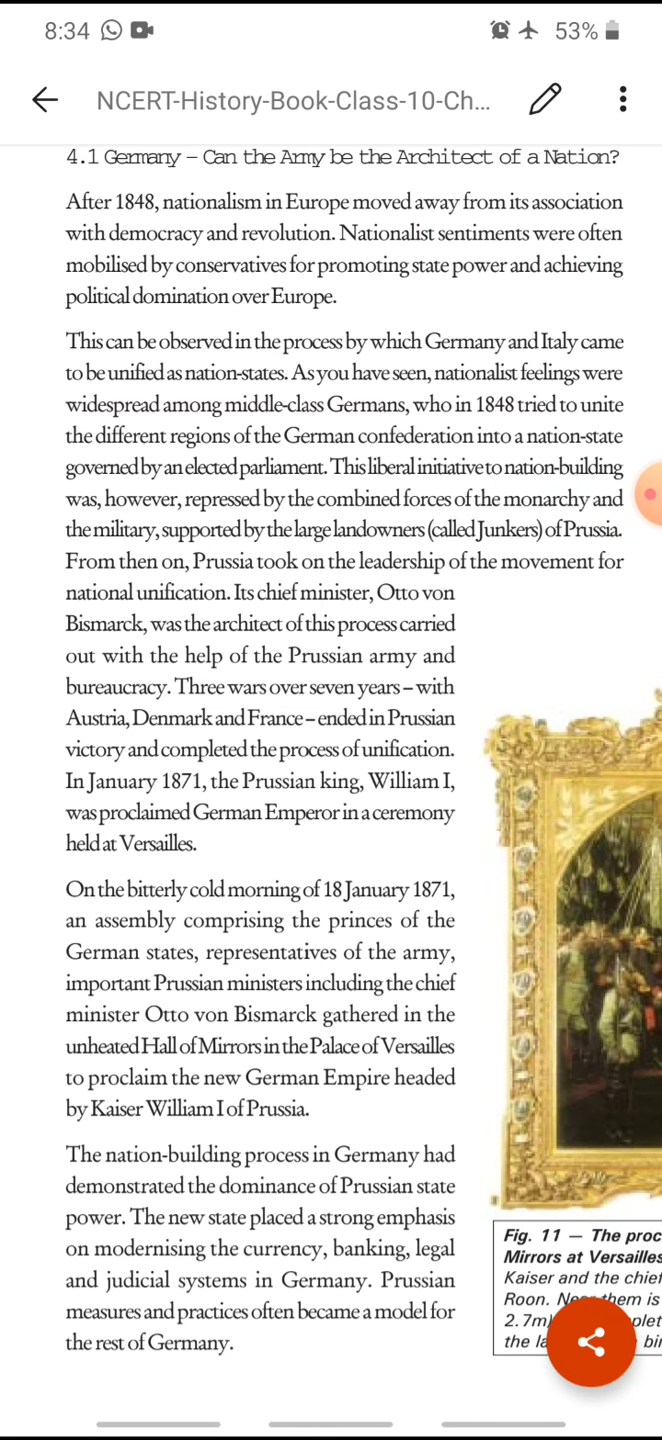 8:34 53%
NCERT-History-Book-Class-10-Ch...
4.1 Germany – Can the Army be the Architect of a Nation?
After 1848, nationalism in Europe moved away from its association
with democracy and revolution. Nationalist sentiments were often
mobilised by conservatives for promoting state power and achieving
political domination over Europe.
This can be observed in the process by which Germany and Italy came
to be unified as nation-states. As you have seen, nationalist feelings were
widespread among middle-class Germans, who in 1848 tried to unite
the different regions of the German confederation into a nation-state
governed by an elected parliament. This liberal initiative to nation-building
was, however, repressed by the combined forces of the monarchy and
the military, supported by the large landowners (called Junkers) of Prussia.
From then on, Prussia took on the leadership of the movement for
national unification. Its chief minister, Otto von
Bismarck, was the architect of this process carried
out with the help of the Prussian army and
bureaucracy. Three wars over seven years – with
Austria, Denmark and France – ended in Prussian
victory and completed the process of unification.
In January 1871, the Prussian king, William I,
was proclaimed German Emperor in a ceremony
held at Versailles.
On the bitterly cold morning of 18 January 1871,
an assembly comprising the princes of the
German states, representatives of the army,
important Prussian ministers including the chief
minister Otto von Bismarck gathered in the
unheated Hall of Mirrors in the Palace of Versailles
to proclaim the new German Empire headed
by Kaiser William I of Prussia.
The nation-building process in Germany had
demonstrated the dominance of Prussian state
power. The new state placed a strong emphasis
on modernising the currency, banking, legal
and judicial systems in Germany. Prussian
measures and practices often became a model for
the rest of Germany.
Fig. 11 — The proc
Mirrors at Versailles
Kaiser and the chief
Roon. them is
2.7m)
the